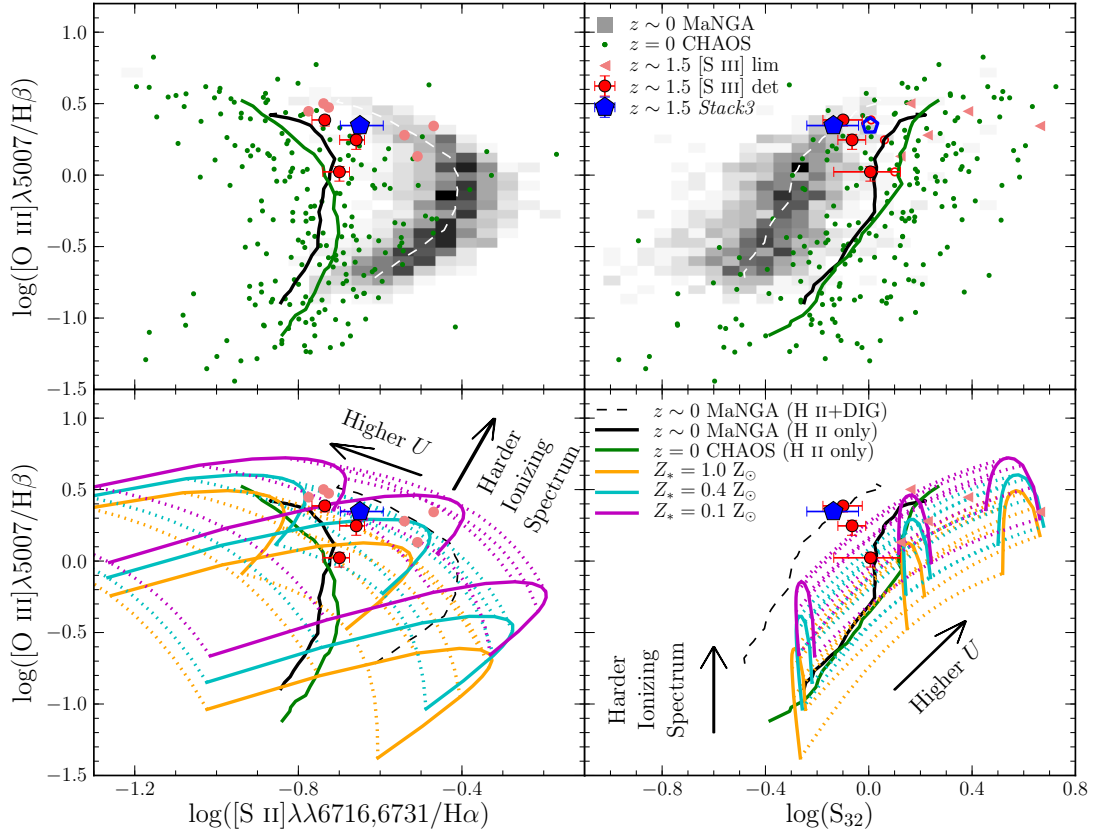 1.0
0.5
0.0
−0.5
−1.0
−1.5
log([O III]λ5007/Hβ)
z ∼ 0 MaNGA
z = 0 CHAOS
z ∼ 1.5 [S III] lim
z ∼ 1.5 [S III] det
z ∼ 1.5 Stack3
1.0
0.5
0.0
−0.5
−1.0
−1.5
log([O III]λ5007/Hβ)
Higher U
Harder
Ionizing
Spectrum
z ∼ 0 MaNGA (H II+DIG)
z ∼ 0 MaNGA (H II only)
z = 0 CHAOS (H II only)
Z∗ = 1.0 Z⊙
Z∗ = 0.4 Z⊙
Z∗ = 0.1 Z⊙
Harder
Ionizing
Spectrum
Higher U
−1.2 −0.8 −0.4
log([S II]λλ6716,6731/Hα)
−0.8 −0.4 0.0 0.4 0.8
log(S32)